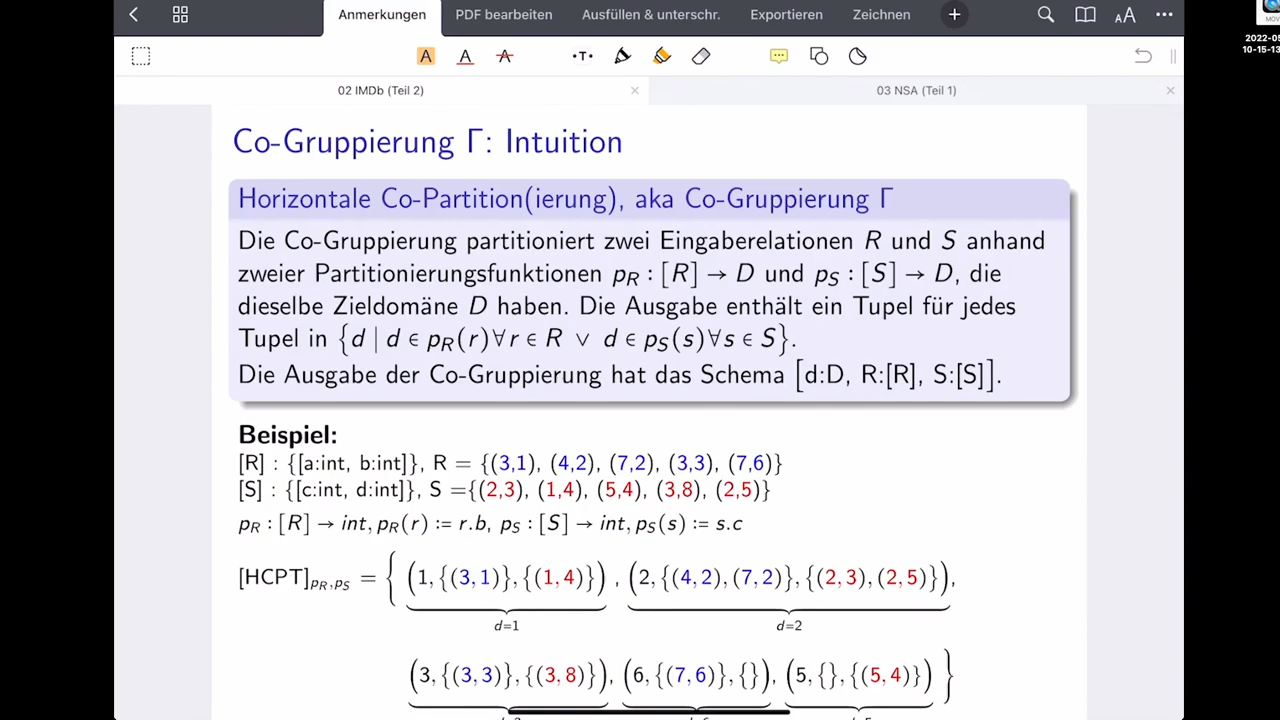 Anmerkungen PDF bearbeiten Ausfüllen & unterschr. Exportieren Zeichnen
MOV
2022-05
10-15-13
02 IMDb (Teil 2) 03 NSA (Teil 1)
Co-Gruppierung Γ: Intuition
Horizontale Co-Partition(ierung), aka Co-Gruppierung Γ
Die Co-Gruppierung partitioniert zwei Eingaberelationen R und S anhand
zweier Partitionierungsfunktionen p_R : [R] → D und p_S : [S] → D, die
dieselbe Zieldomäne D haben. Die Ausgabe enthält ein Tupel für jedes
Tupel in {d | d ∈ p_R(r)∀r ∈ R ∨ d ∈ p_S(s)∀s ∈ S}.
Die Ausgabe der Co-Gruppierung hat das Schema [d:D, R:[R], S:[S]].
Beispiel:
[R] : {[a:int, b:int]}, R = {(3,1), (4,2), (7,2), (3,3), (7,6)}
[S] : {[c:int, d:int]}, S ={(2,3), (1,4), (5,4), (3,8), (2,5)}
p_R : [R] → int, p_R(r) := r.b, p_S : [S] → int, p_S(s) := s.c
[HCPT]_{p_R,p_S} = { (1, {(3, 1)}, {(1, 4)}) , (2, {(4, 2), (7, 2)}, {(2, 3), (2, 5)}),
d=1 d=2
(3, {(3, 3)}, {(3, 8)}), (6, {(7, 6)}, {}), (5, {}, {(5, 4)}) }